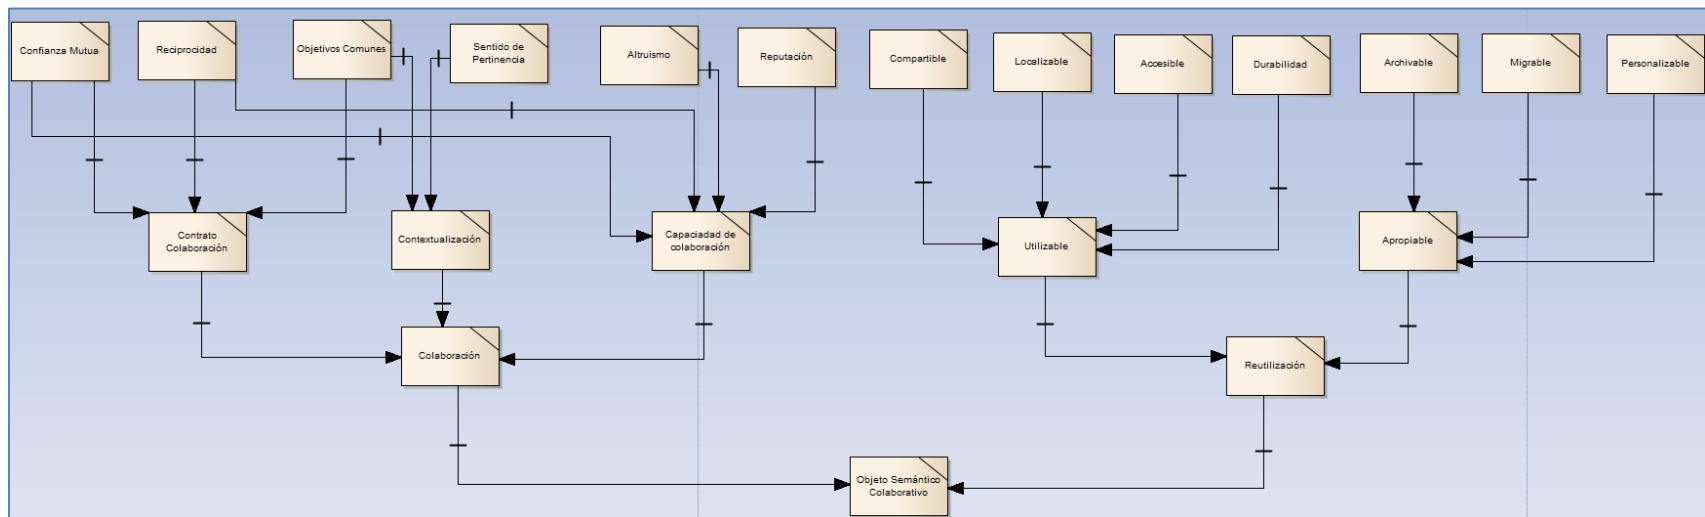 Confianza Mutua
Reciprocidad
Objetivos Comunes
Sentido de
Pertinencia
Altruismo
Reputación
Compartible
Localizable
Accesible
Durabilidad
Archivable
Migrable
Personalizable
Contrato
Colaboración
Contextualización
Capaciadad de
colaboración
Utilizable
Apropiable
Colaboración
Reutilización
Objeto Semántico
Colaborativo